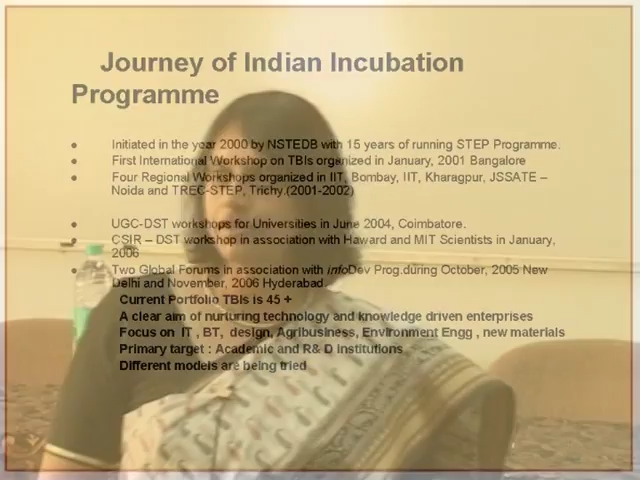 Journey of Indian Incubation
Programme
• Initiated in the year 2000 by NSTEDB with 15 years of running STEP Programme.
• First International Workshop on TBIs organized in January, 2001 Bangalore
• Four Regional Workshops organized in IIT, Bombay, IIT, Kharagpur, JSSATE –
Noida and TREC-STEP, Trichy.(2001-2002)
• UGC-DST workshops for Universities in June 2004, Coimbatore.
• CSIR – DST workshop in association with Haward and MIT Scientists in January,
2006
• Two Global Forums in association with infoDev Prog.during October, 2005 New
Delhi and November, 2006 Hyderabad.
Current Portfolio TBIs is 45 +
A clear aim of nurturing technology and knowledge driven enterprises
Focus on IT , BT, design, Agribusiness, Environment Engg , new materials
Primary target : Academic and R& D institutions
Different models are being tried